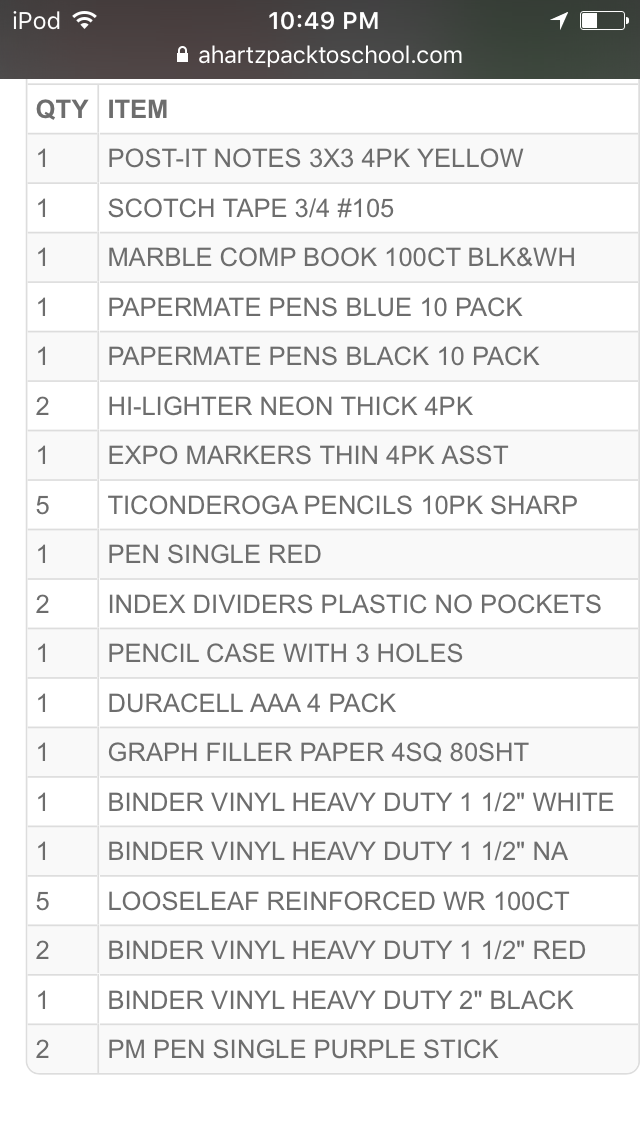 iPod 10:49 PM
ahartzpacktoschool.com
QTY ITEM
1 POST-IT NOTES 3X3 4PK YELLOW
1 SCOTCH TAPE 3/4 #105
1 MARBLE COMP BOOK 100CT BLK&WH
1 PAPERMATE PENS BLUE 10 PACK
1 PAPERMATE PENS BLACK 10 PACK
2 HI-LIGHTER NEON THICK 4PK
1 EXPO MARKERS THIN 4PK ASST
5 TICONDEROGA PENCILS 10PK SHARP
1 PEN SINGLE RED
2 INDEX DIVIDERS PLASTIC NO POCKETS
1 PENCIL CASE WITH 3 HOLES
1 DURACELL AAA 4 PACK
1 GRAPH FILLER PAPER 4SQ 80SHT
1 BINDER VINYL HEAVY DUTY 1 1/2" WHITE
1 BINDER VINYL HEAVY DUTY 1 1/2" NA
5 LOOSELEAF REINFORCED WR 100CT
2 BINDER VINYL HEAVY DUTY 1 1/2" RED
1 BINDER VINYL HEAVY DUTY 2" BLACK
2 PM PEN SINGLE PURPLE STICK